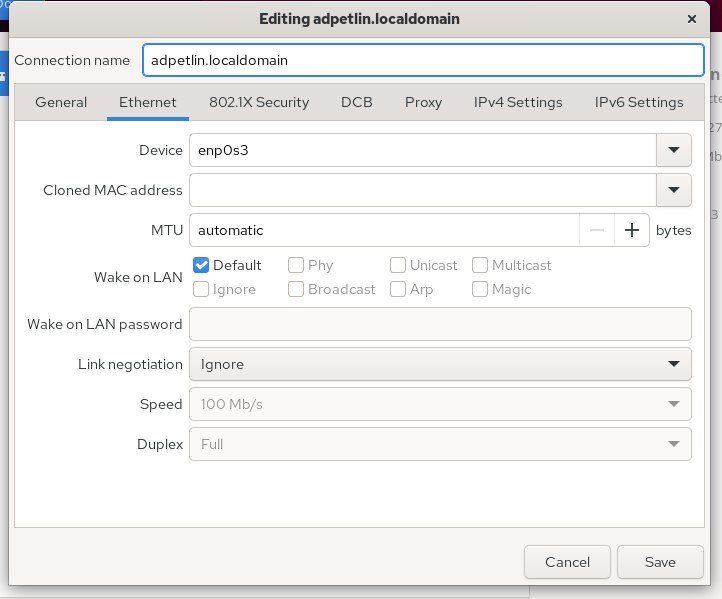 Editing adpetlin.localdomain
Connection name adpetlin.localdomain
General Ethernet 802.1X Security DCB Proxy IPv4 Settings IPv6 Settings
Device enp0s3
Cloned MAC address
MTU automatic bytes
Wake on LAN
Default Phy Unicast Multicast
Ignore Broadcast Arp Magic
Wake on LAN password
Link negotiation Ignore
Speed 100 Mb/s
Duplex Full
Cancel Save